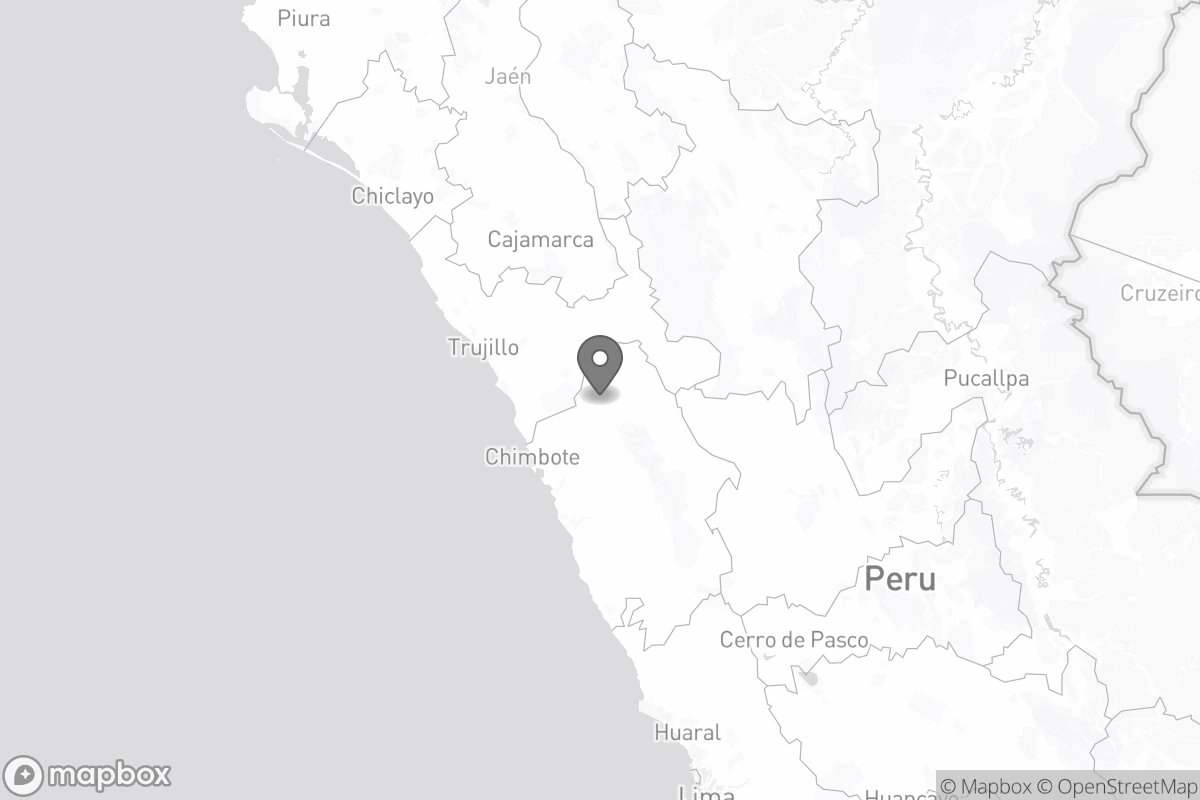 Piura
Jaén
Chiclayo
Cajamarca
Cruzeiro
Trujillo
Pucallpa
Chimbote
Peru
Cerro de Pasco
Huaral
Lima
Huancayo
mapbox
© Mapbox © OpenStreetMap